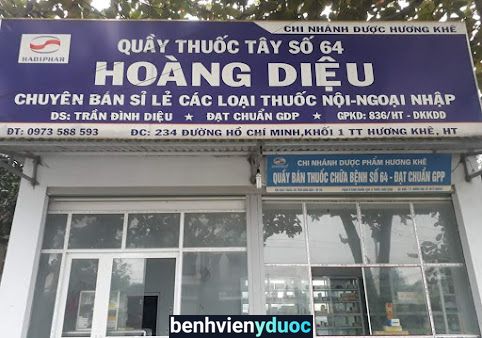 CHI NHÁNH DƯỢC HƯƠNG KHÊ
HADIPHAR
QUẦY THUỐC TÂY SỐ 64
HOÀNG DIỆU
CHUYÊN BÁN SỈ LẺ CÁC LOẠI THUỐC NỘI-NGOẠI NHẬP
DS: TRẦN ĐÌNH DIỆU ★ ĐẠT CHUẨN GDP ★ GPKD: 836/HT - DKKDD
ĐT: 0973 588 593 ĐC: 234 ĐƯỜNG HỒ CHÍ MINH,KHỐI 1 TT HƯƠNG KHÊ, HT
CHI NHÁNH DƯỢC PHẨM HƯƠNG KHÊ
QUẦY BÁN THUỐC CHỮA BỆNH SỐ 64 - ĐẠT CHUẨN GPP
benhvienyduoc